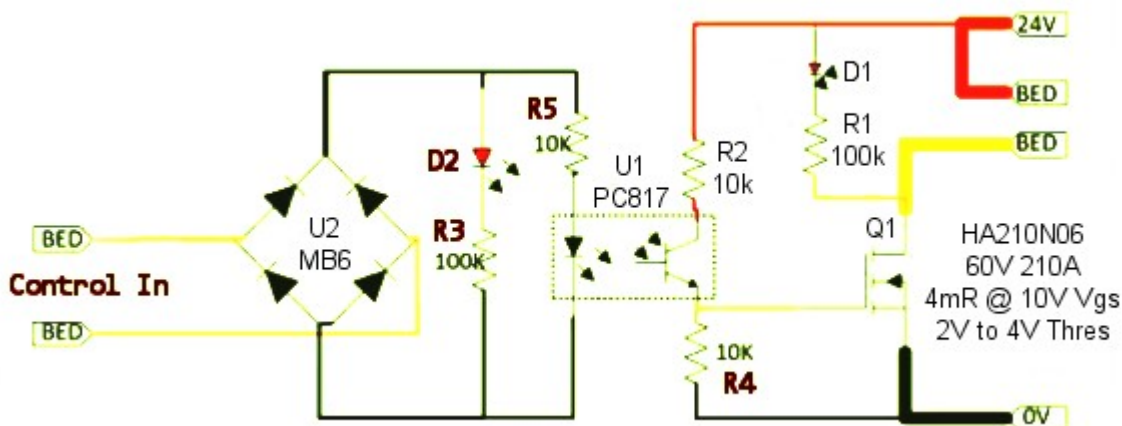 24V
BED
BED
D1
R1
100k
R5
10K
U1
PC817
R2
10k
D2
R3
100K
U2
MB6
BED
Control In
BED
Q1
HA210N06
60V 210A
4mR @ 10V Vgs
2V to 4V Thres
10K
R4
0V